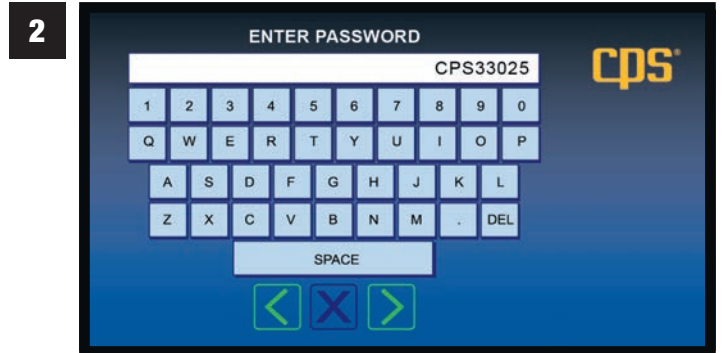 2
ENTER PASSWORD
cps®
CPS33025
1 2 3 4 5 6 7 8 9 0
Q W E R T Y U I O P
A S D F G H J K L
Z X C V B N M . DEL
SPACE
< X >